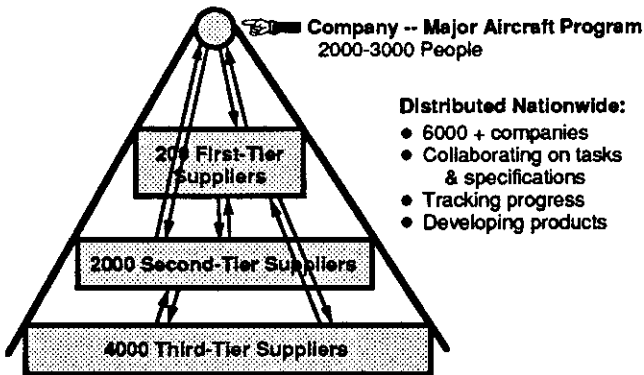 Company -- Major Aircraft Program
2000-3000 People
Distributed Nationwide:
● 6000 + companies
● Collaborating on tasks
& specifications
● Tracking progress
● Developing products
200 First-Tier
Suppliers
2000 Second-Tier Suppliers
4000 Third-Tier Suppliers